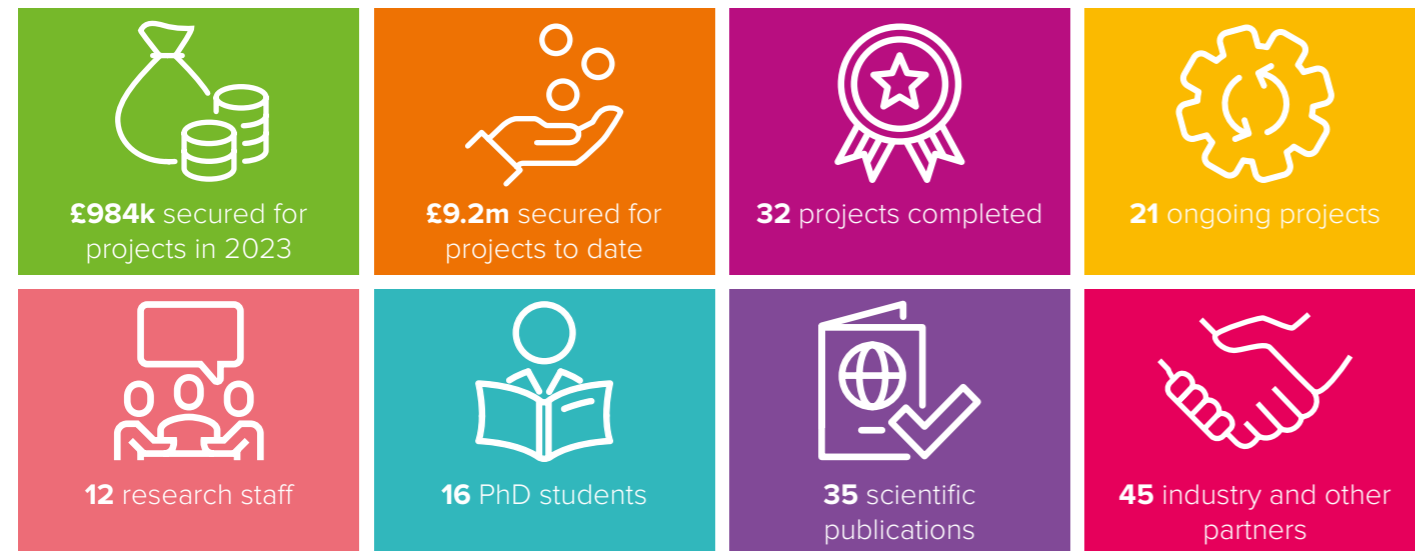 £984k secured for
projects in 2023
£9.2m secured for
projects to date
32 projects completed
21 ongoing projects
12 research staff
16 PhD students
35 scientific
publications
45 industry and other
partners